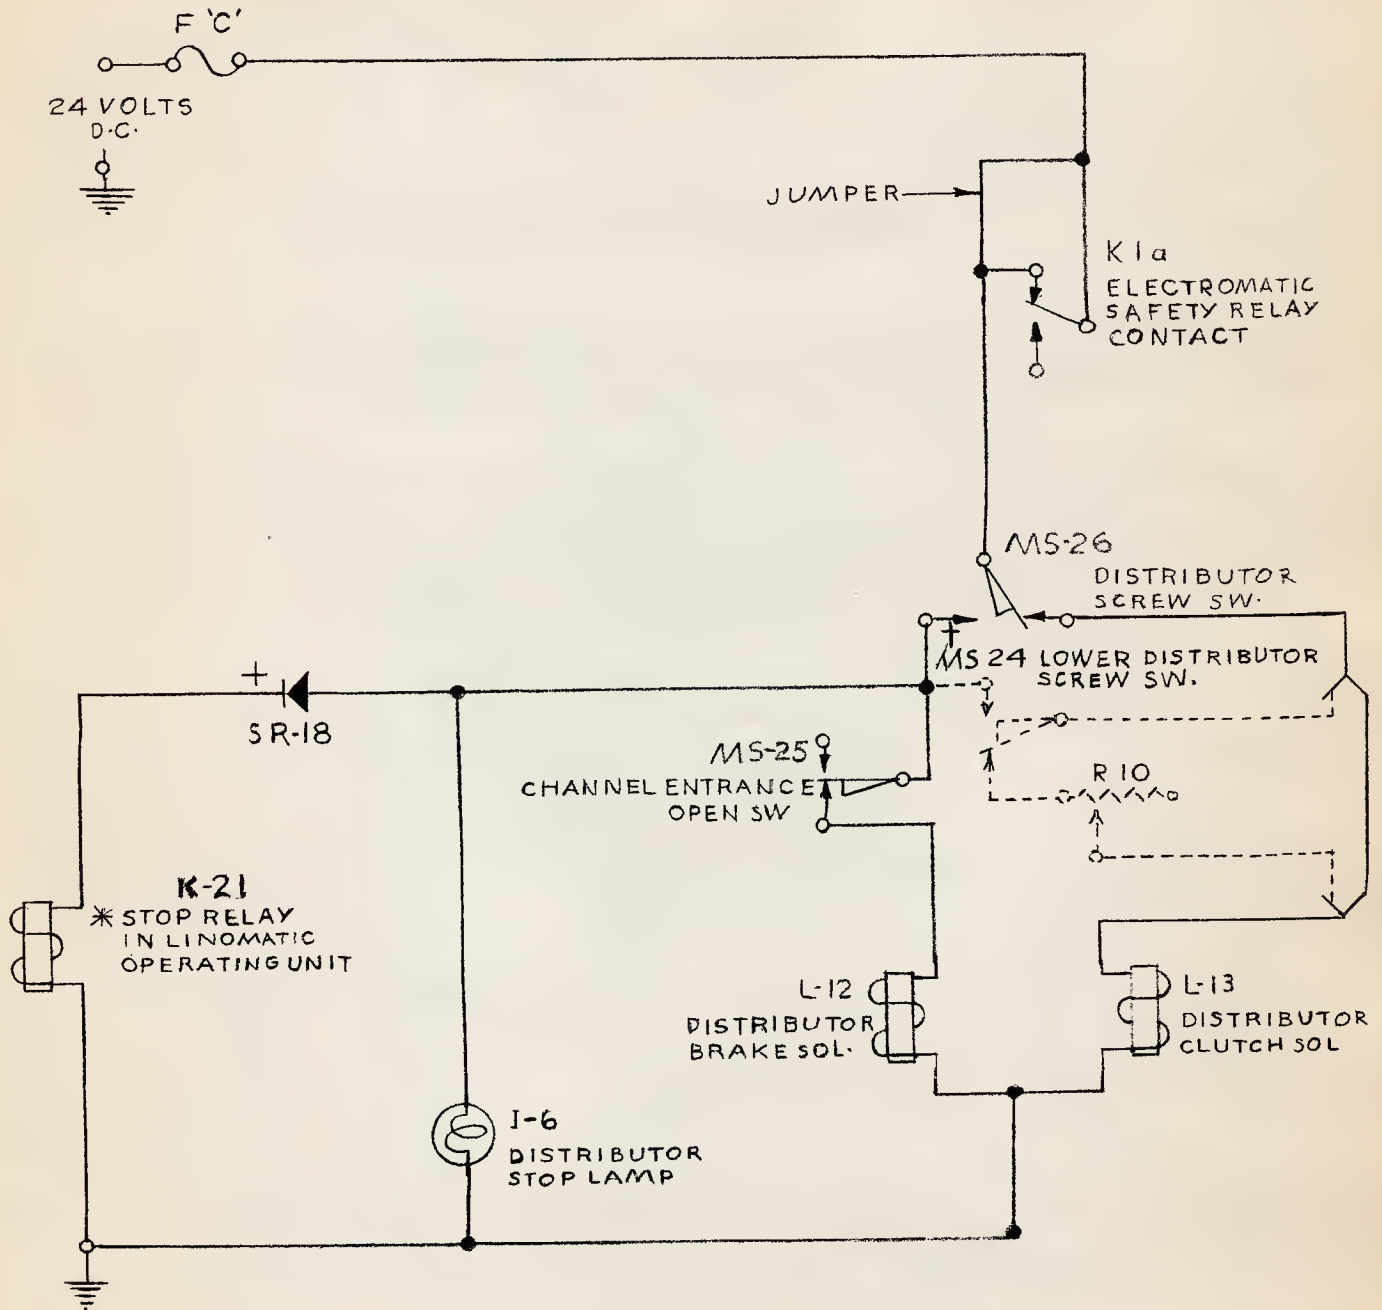 F 'C'
24 VOLTS
D.C.
JUMPER
K1a
ELECTROMATIC
SAFETY RELAY
CONTACT
MS-26
DISTRIBUTOR
SCREW SW.
+
MS 24 LOWER DISTRIBUTOR
SCREW SW.
+
SR-18
MS-25
CHANNEL ENTRANCE
OPEN SW
R 10
K-21
* STOP RELAY
IN LINOMATIC
OPERATING UNIT
L-12
DISTRIBUTOR
BRAKE SOL.
L-13
DISTRIBUTOR
CLUTCH SOL
I-6
DISTRIBUTOR
STOP LAMP